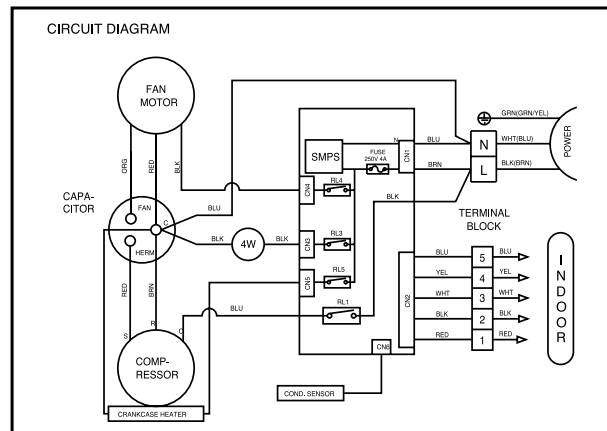 CIRCUIT DIAGRAM
FAN
MOTOR
ORG
RED
BLK
CAPA-
CITOR
FAN
C
HERM
BLU
BLK
4W
BLK
RED
BRN
S
R
C
BLU
COMP-
RESSOR
CRANKCASE HEATER
SMPS
N
FUSE
250V 4A
CN1
RL4
CN4
RL3
CN3
RL5
CN5
RL1
CN2
CN6
COND. SENSOR
BLU
BRN
BLK
N
L
GRN(GRN/YEL)
WHT(BLU)
BLK(BRN)
POWER
TERMINAL
BLOCK
BLU 5 BLU
YEL 4 YEL
WHT 3 WHT
BLK 2 BLK
RED 1 RED
INDOOR